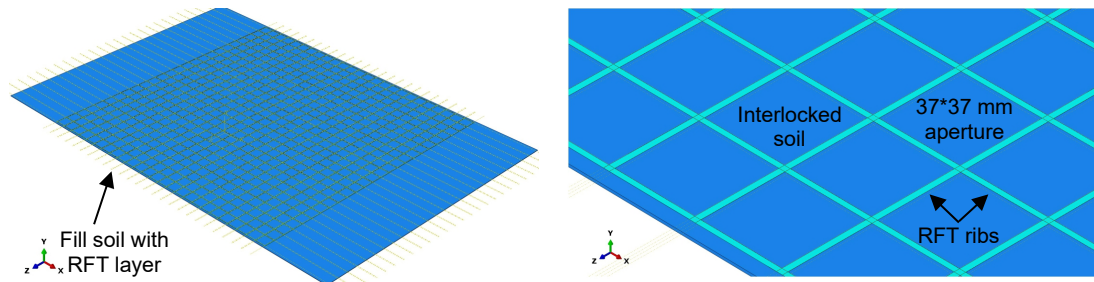 Fill soil with
RFT layer
Y
Z
X
Interlocked
soil
37*37 mm
aperture
RFT ribs
Y
Z
X